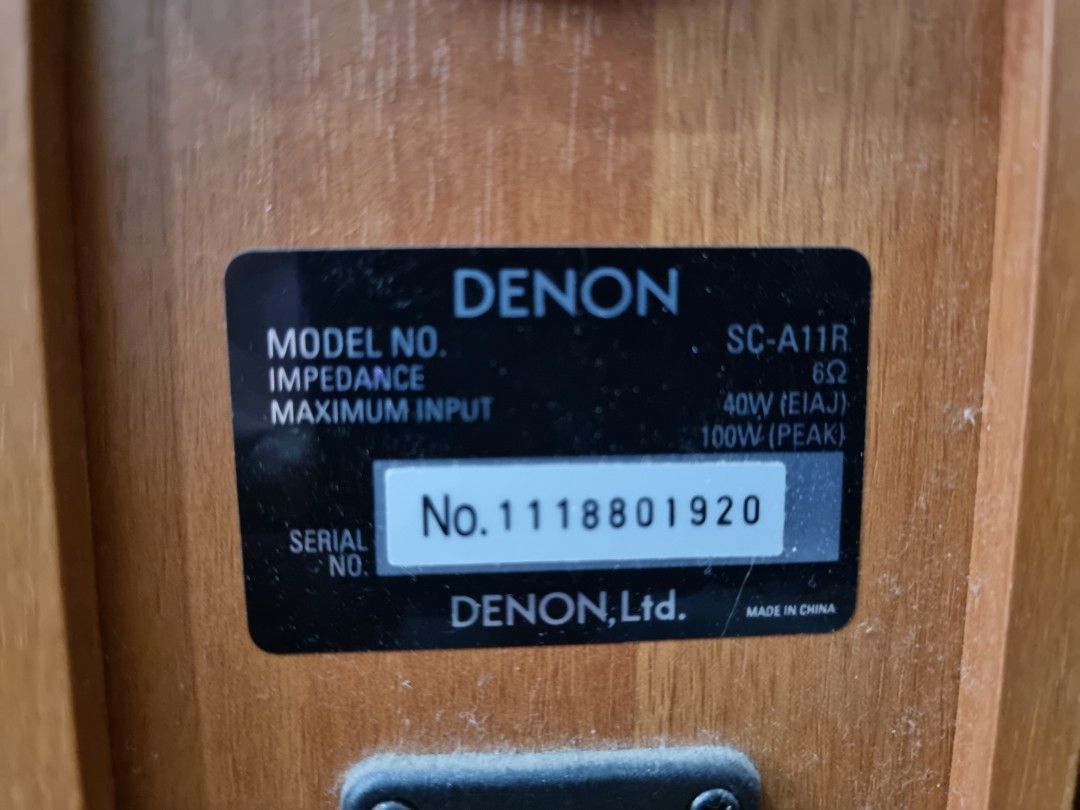 DENON
MODEL NO. SC-A11R
IMPEDANCE 6Ω
MAXIMUM INPUT 40W (EIAJ)
100W (PEAK)
SERIAL NO. No. 1118801920
DENON, Ltd. MADE IN CHINA